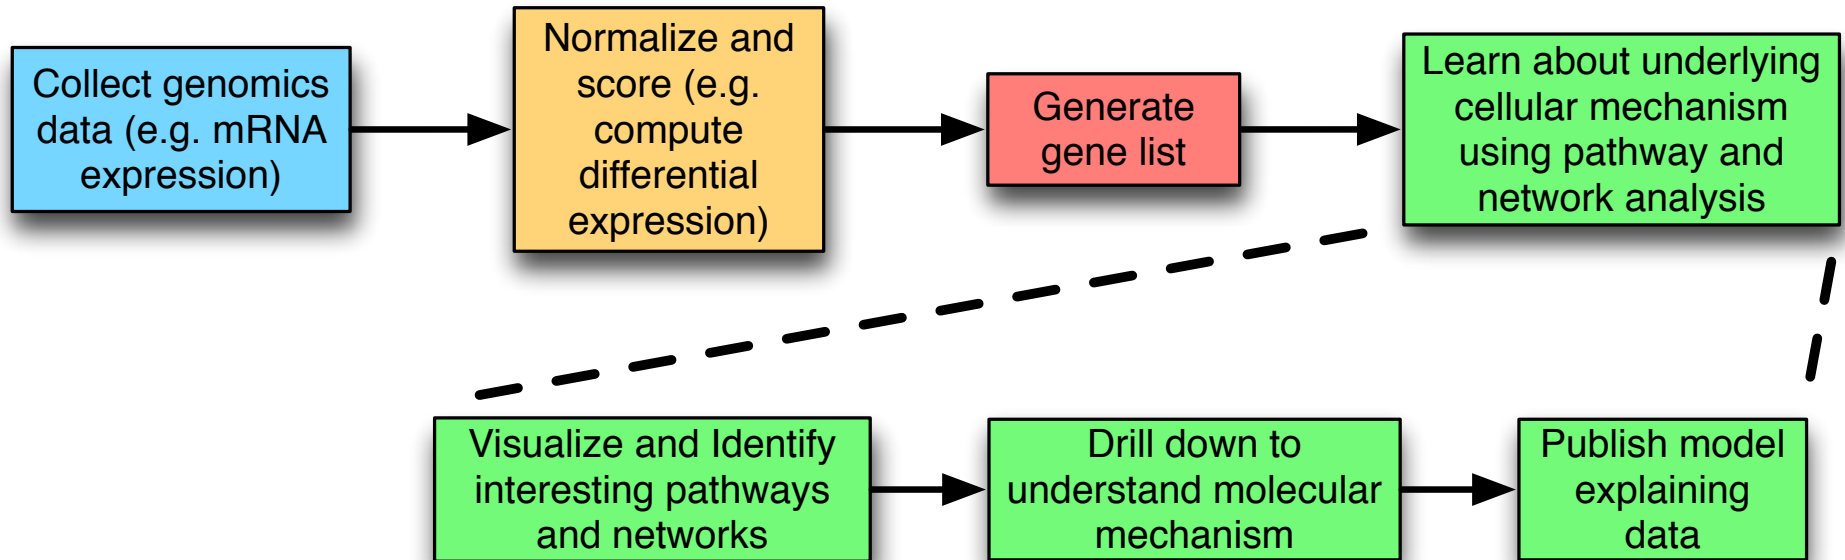 Collect genomics
data (e.g. mRNA
expression)
Normalize and
score (e.g.
compute
differential
expression)
Generate
gene list
Learn about underlying
cellular mechanism
using pathway and
network analysis
Visualize and Identify
interesting pathways
and networks
Drill down to
understand molecular
mechanism
Publish model
explaining
data